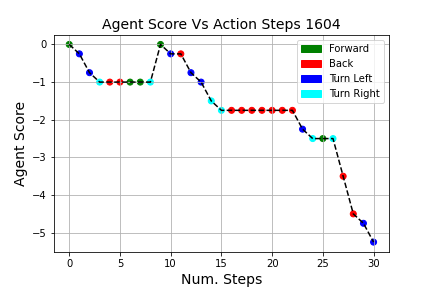 Agent Score Vs Action Steps 1604
Forward
Back
Turn Left
Turn Right
Agent Score
0
−1
−2
−3
−4
−5
0 5 10 15 20 25 30
Num. Steps